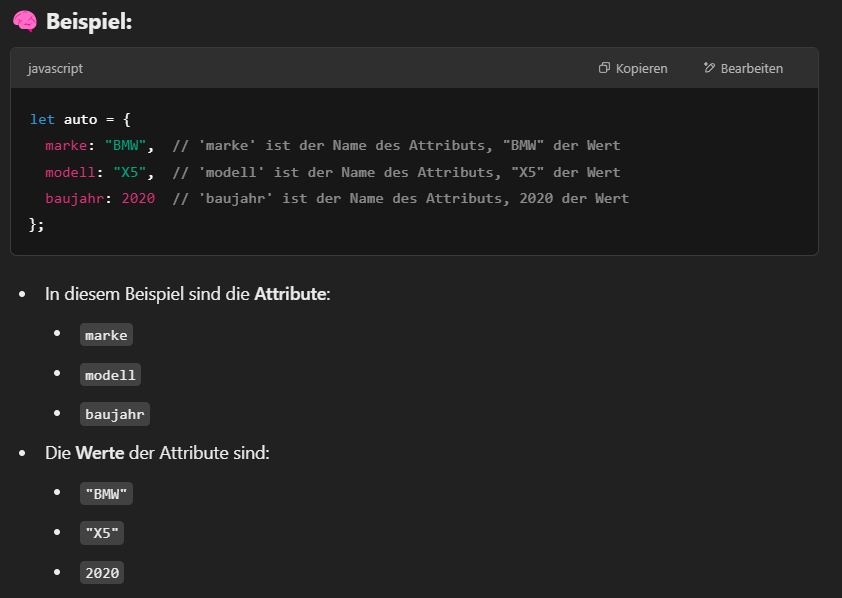 🧠 Beispiel:
javascript Kopieren Bearbeiten
let auto = {
  marke: "BMW",  // 'marke' ist der Name des Attributs, "BMW" der Wert
  modell: "X5",  // 'modell' ist der Name des Attributs, "X5" der Wert
  baujahr: 2020  // 'baujahr' ist der Name des Attributs, 2020 der Wert
};
• In diesem Beispiel sind die Attribute:
• marke
• modell
• baujahr
• Die Werte der Attribute sind:
• "BMW"
• "X5"
• 2020